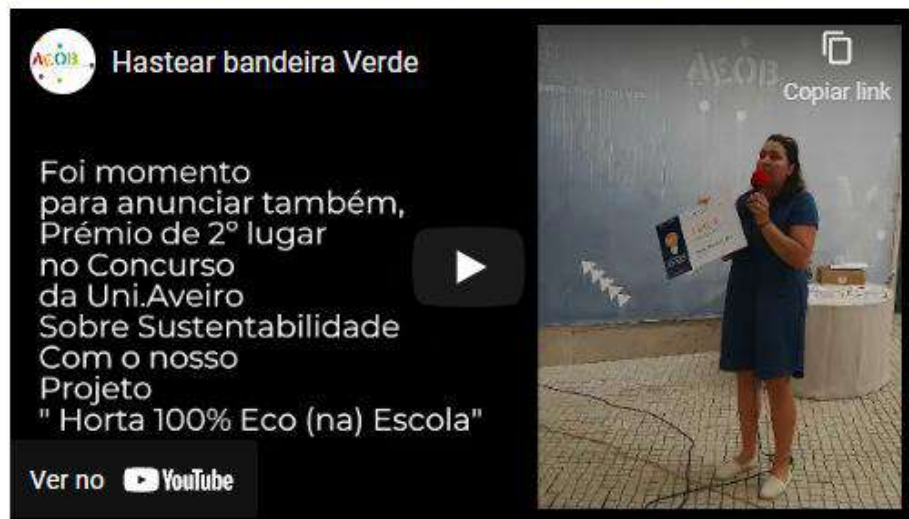 AEOB
Hastear bandeira Verde
AEOB
Copiar link
Foi momento
para anunciar também,
Prémio de 2º lugar
no Concurso
da Uni.Aveiro
Sobre Sustentabilidade
Com o nosso
Projeto
" Horta 100% Eco (na) Escola"
Ver no YouTube